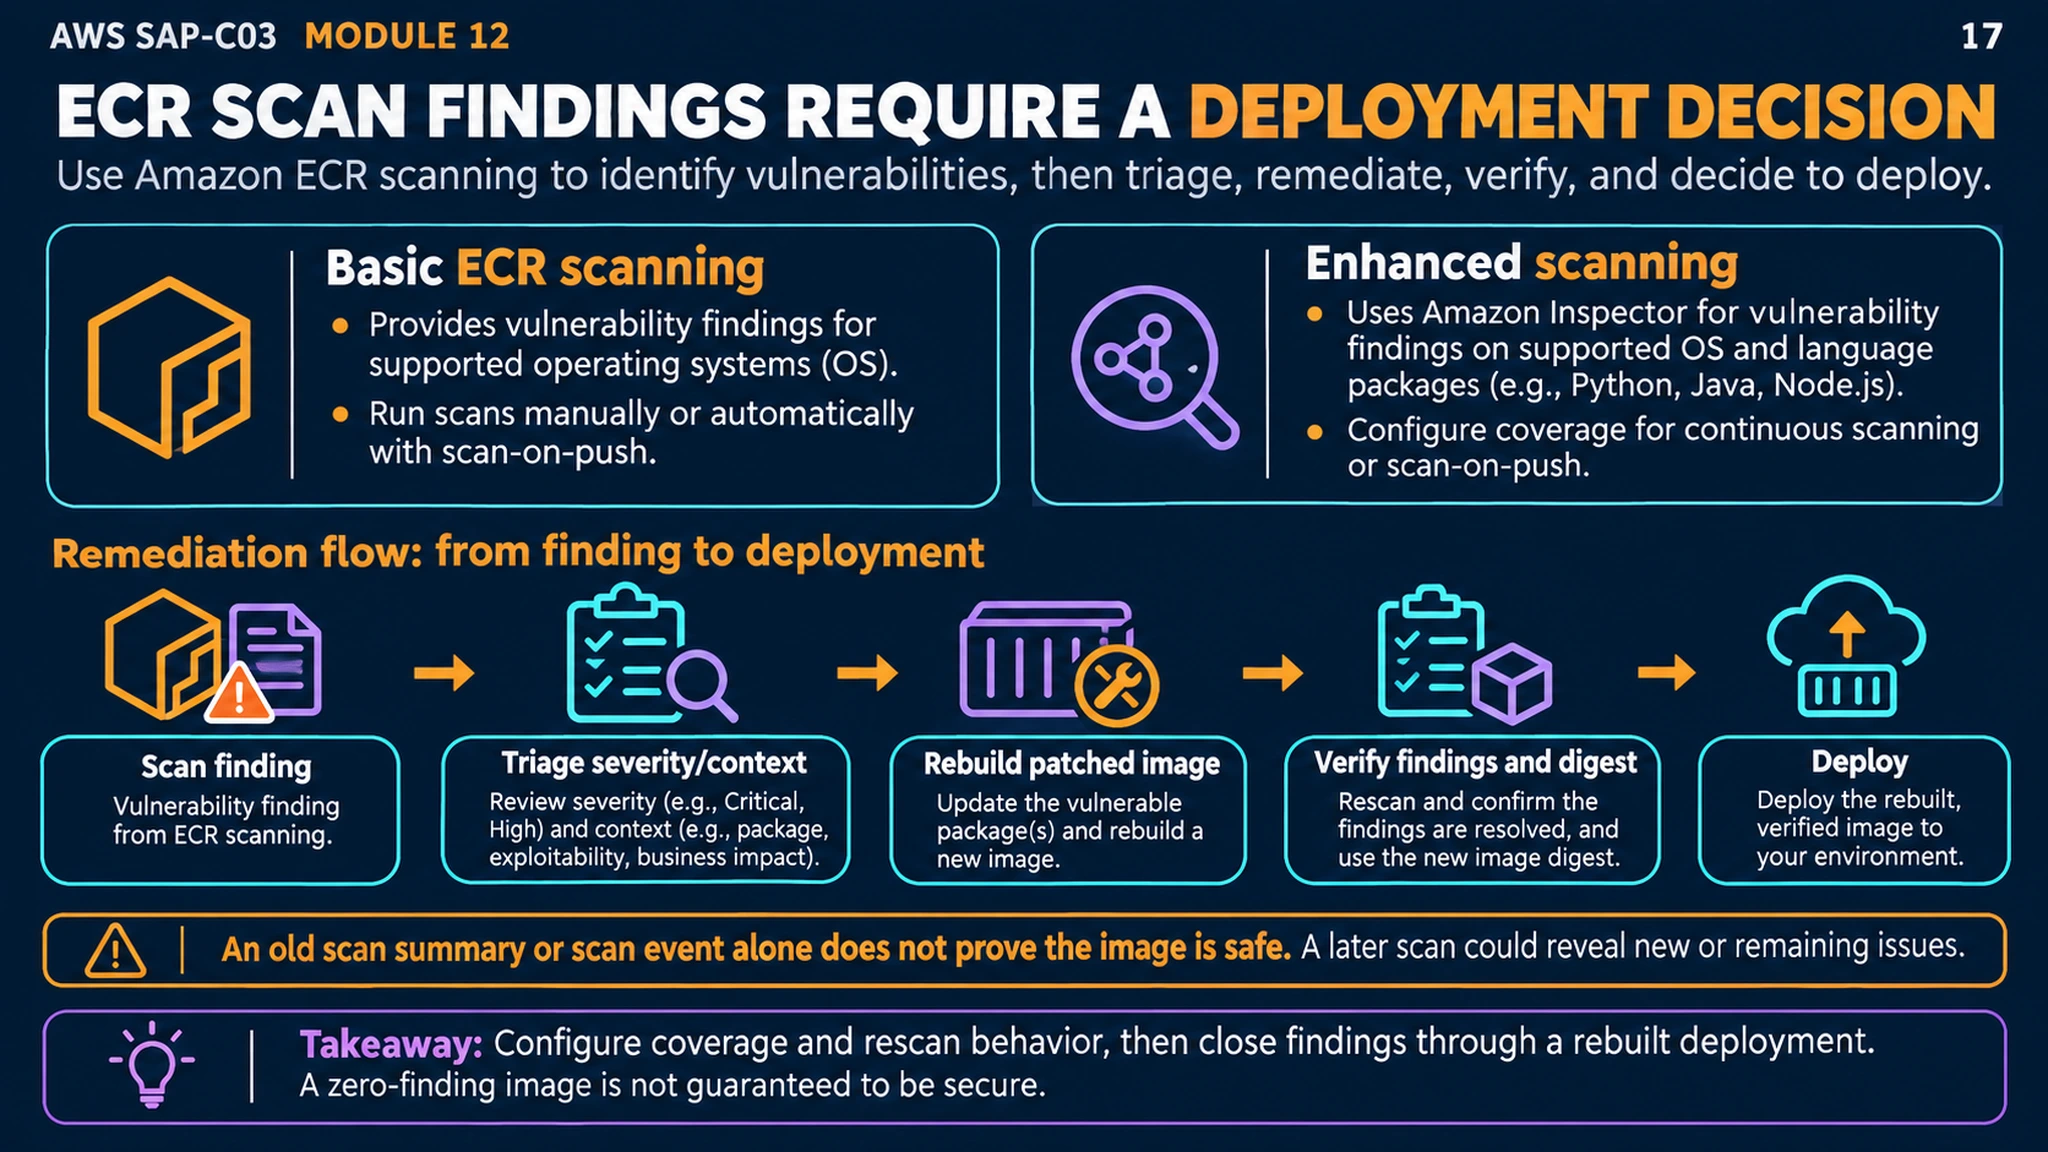 AWS SAP-C03 MODULE 12
17
ECR SCAN FINDINGS REQUIRE A DEPLOYMENT DECISION
Use Amazon ECR scanning to identify vulnerabilities, then triage, remediate, verify, and decide to deploy.
Basic ECR scanning
• Provides vulnerability findings for
supported operating systems (OS).
• Run scans manually or automatically
with scan-on-push.
Enhanced scanning
• Uses Amazon Inspector for vulnerability
findings on supported OS and language
packages (e.g., Python, Java, Node.js).
• Configure coverage for continuous scanning
or scan-on-push.
Remediation flow: from finding to deployment
Scan finding
Vulnerability finding
from ECR scanning.
Triage severity/context
Review severity (e.g., Critical,
High) and context (e.g., package,
exploitability, business impact).
Rebuild patched image
Update the vulnerable
package(s) and rebuild a
new image.
Verify findings and digest
Rescan and confirm the
findings are resolved, and
use the new image digest.
Deploy
Deploy the rebuilt,
verified image to
your environment.
An old scan summary or scan event alone does not prove the image is safe. A later scan could reveal new or remaining issues.
Takeaway: Configure coverage and rescan behavior, then close findings through a rebuilt deployment.
A zero-finding image is not guaranteed to be secure.